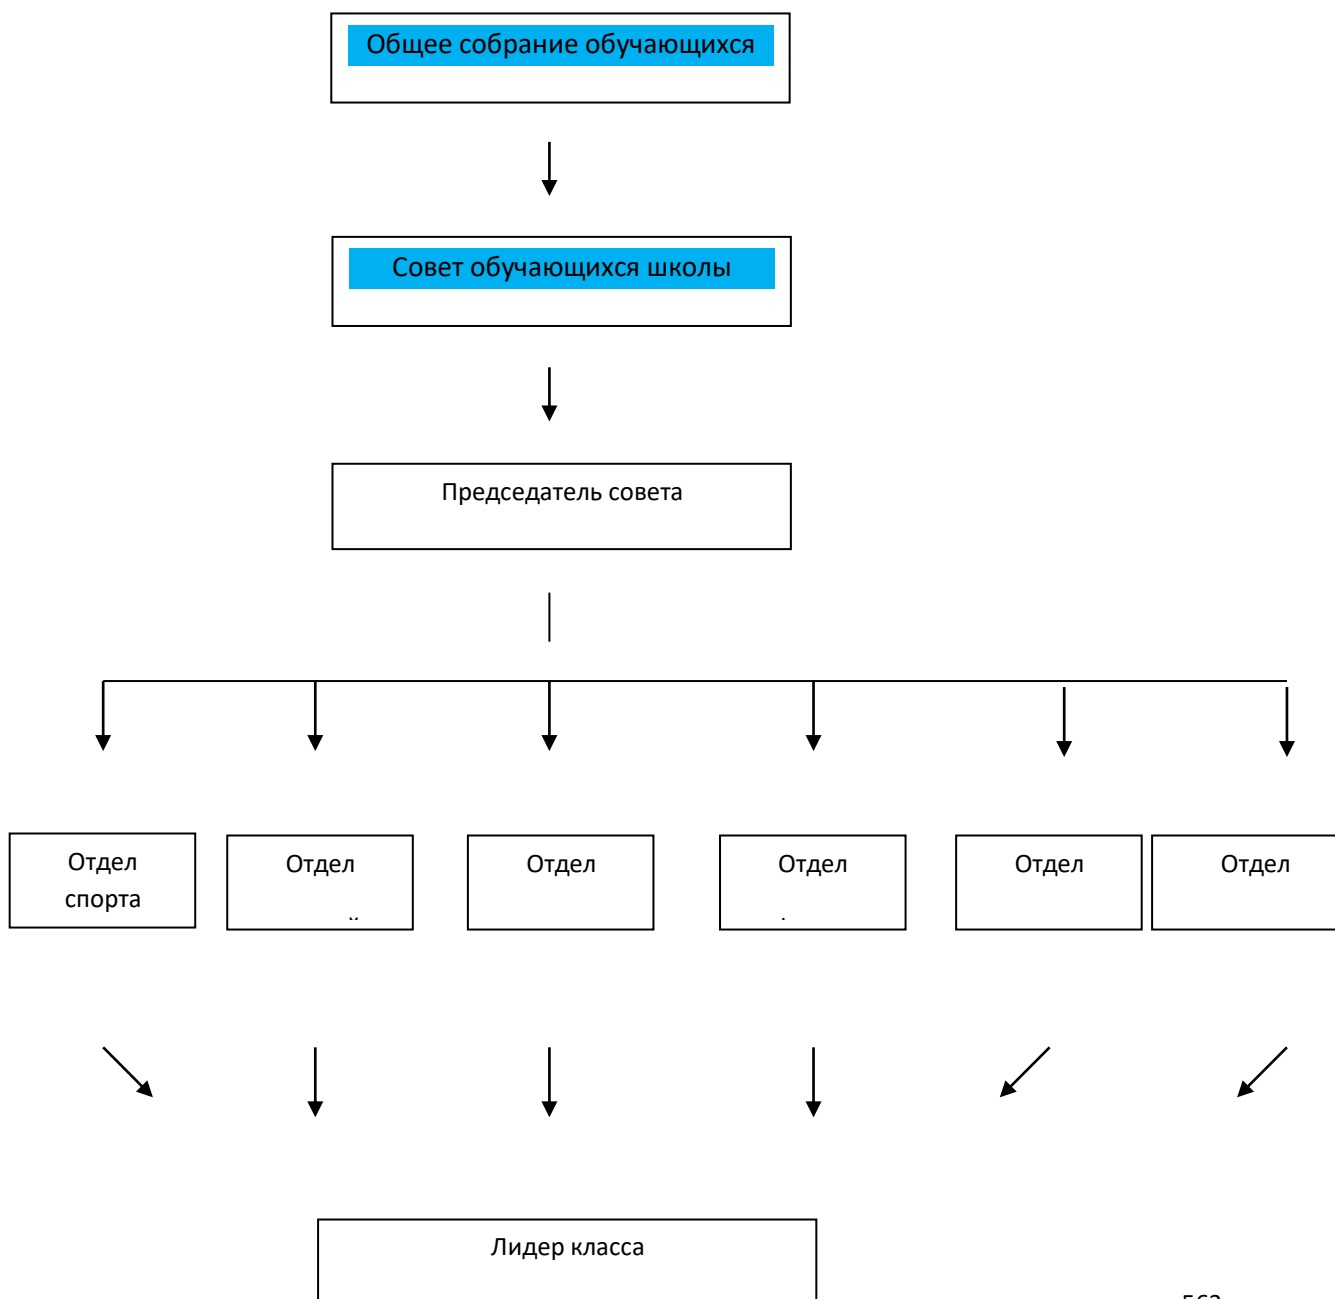 Общее собрание обучающихся
Совет обучающихся школы
Председатель совета
Отдел
спорта
Отдел
Отдел
Отдел
Отдел
Отдел
Лидер класса